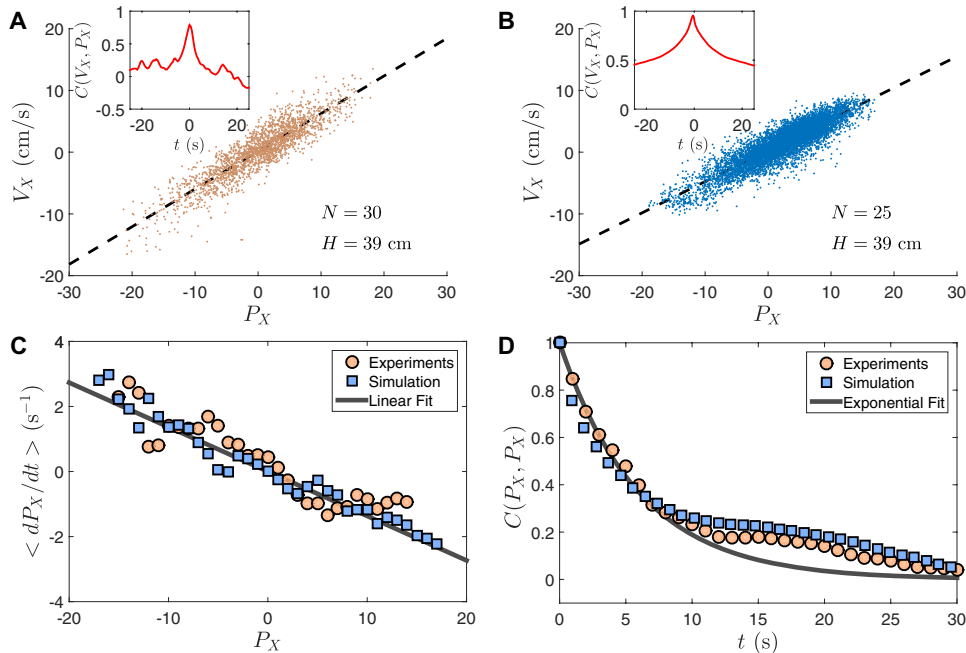 A
C(V_X, P_X)
1
0.5
0
-0.5
-25 0 25
t (s)
V_X (cm/s)
20
10
0
-10
-20
N = 30
H = 39 cm
-30 -20 -10 0 10 20 30
P_X
B
C(V_X, P_X)
1
0.5
0
-25 0 25
t (s)
V_X (cm/s)
20
10
0
-10
-20
N = 25
H = 39 cm
-30 -20 -10 0 10 20 30
P_X
C
< dP_X/dt > (s⁻¹)
4
2
0
-2
-4
Experiments
Simulation
Linear Fit
-20 -10 0 10 20
P_X
D
C(P_X, P_X)
1
0.8
0.6
0.4
0.2
0
Experiments
Simulation
Exponential Fit
0 5 10 15 20 25 30
t (s)